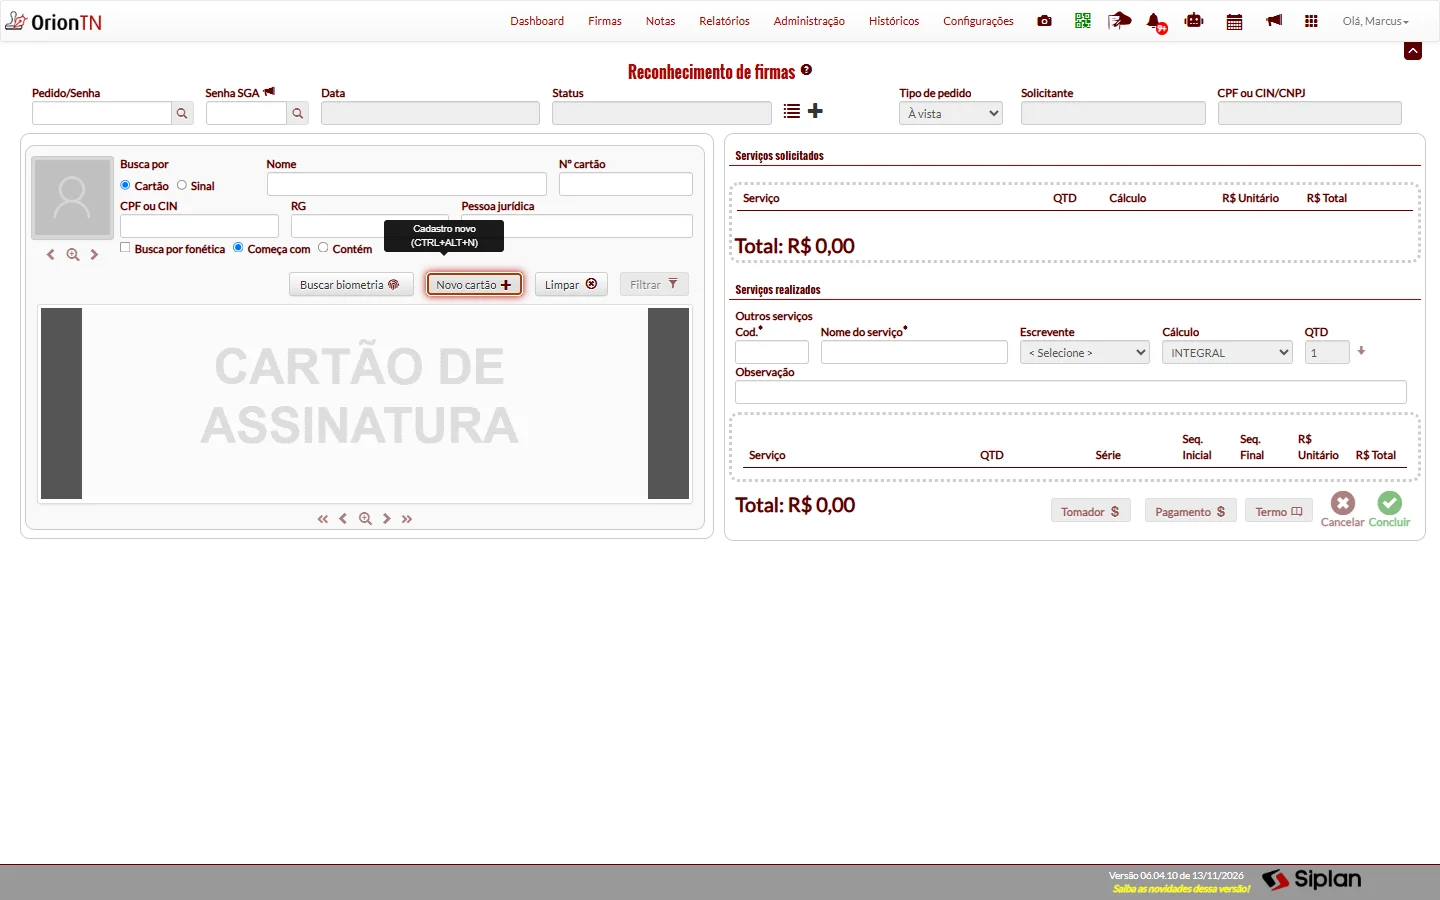 OrionTN
Dashboard Firmas Notas Relatórios Administração Históricos Configurações 9+ Olá, Marcus
Reconhecimento de firmas ?
Pedido/Senha Senha SGA Data Status Tipo de pedido Solicitante CPF ou CIN/CNPJ
À vista
Busca por Nome Nº cartão
Cartão Sinal
CPF ou CIN RG Pessoa jurídica
Cadastro novo
(CTRL+ALT+N)
Busca por fonética Começa com Contém
Buscar biometria Novo cartão Limpar Filtrar
CARTÃO DE
ASSINATURA
Serviços solicitados
Serviço QTD Cálculo R$ Unitário R$ Total
Total: R$ 0,00
Serviços realizados
Outros serviços
Cod.* Nome do serviço* Escrevente Cálculo QTD
< Selecione > INTEGRAL 1
Observação
Serviço QTD Série Seq. Inicial Seq. Final R$ Unitário R$ Total
Total: R$ 0,00
Tomador $ Pagamento $ Termo Cancelar Concluir
Versão 06.04.10 de 13/11/2026
Saiba as novidades dessa versão!
Siplan